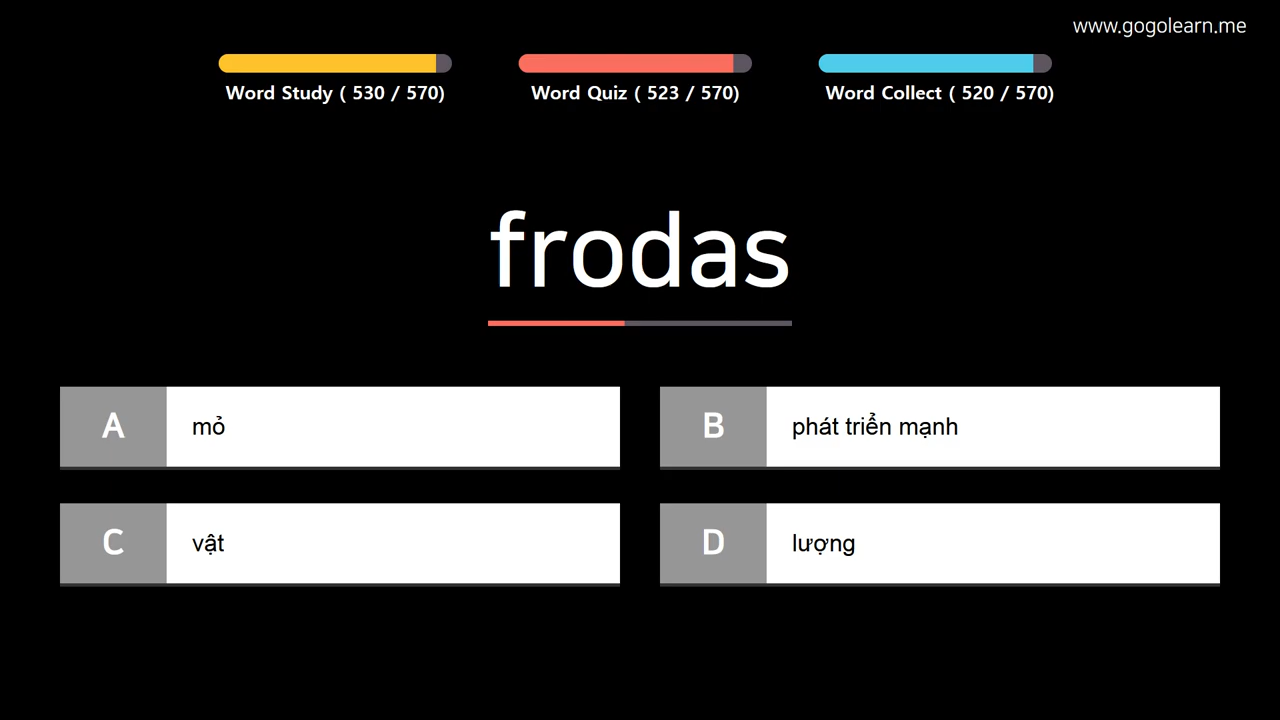 www.gogolearn.me
Word Study ( 530 / 570)
Word Quiz ( 523 / 570)
Word Collect ( 520 / 570)
frodas
A
mỏ
B
phát triển mạnh
C
vật
D
lượng